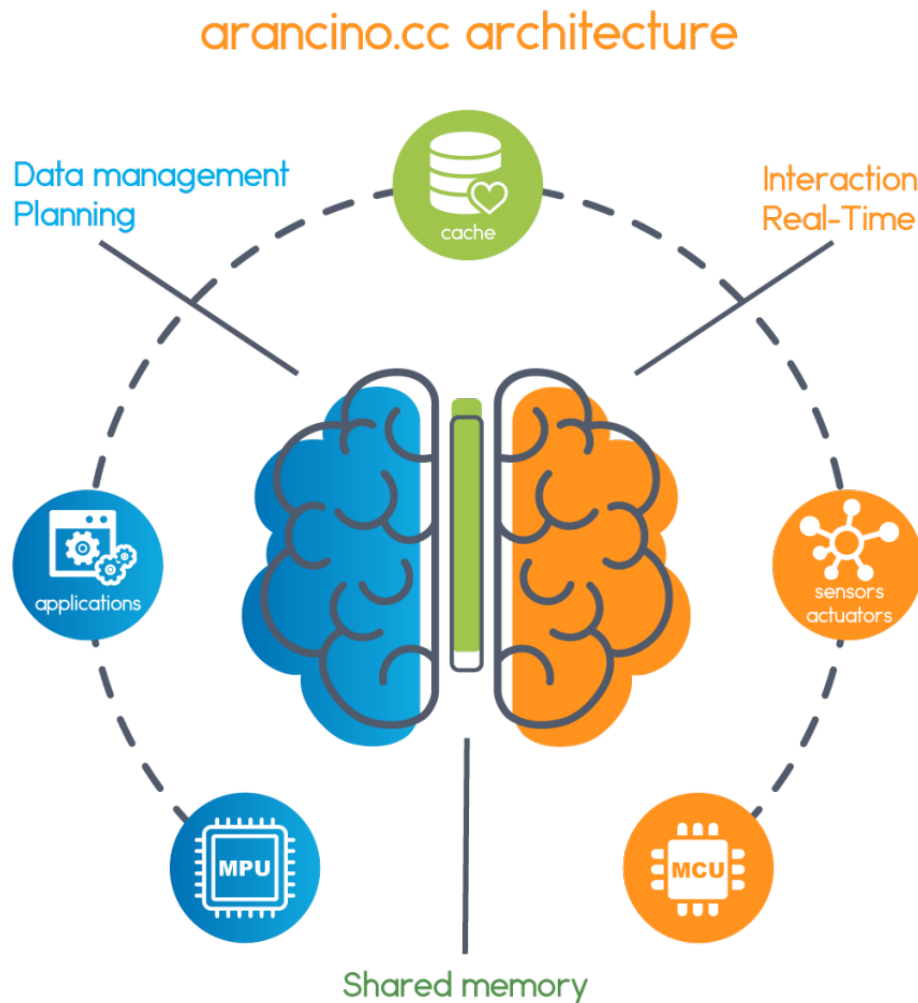 arancino.cc architecture
cache
Data management
Planning
Interaction
Real-Time
applications
sensors
actuators
MPU
MCU
Shared memory